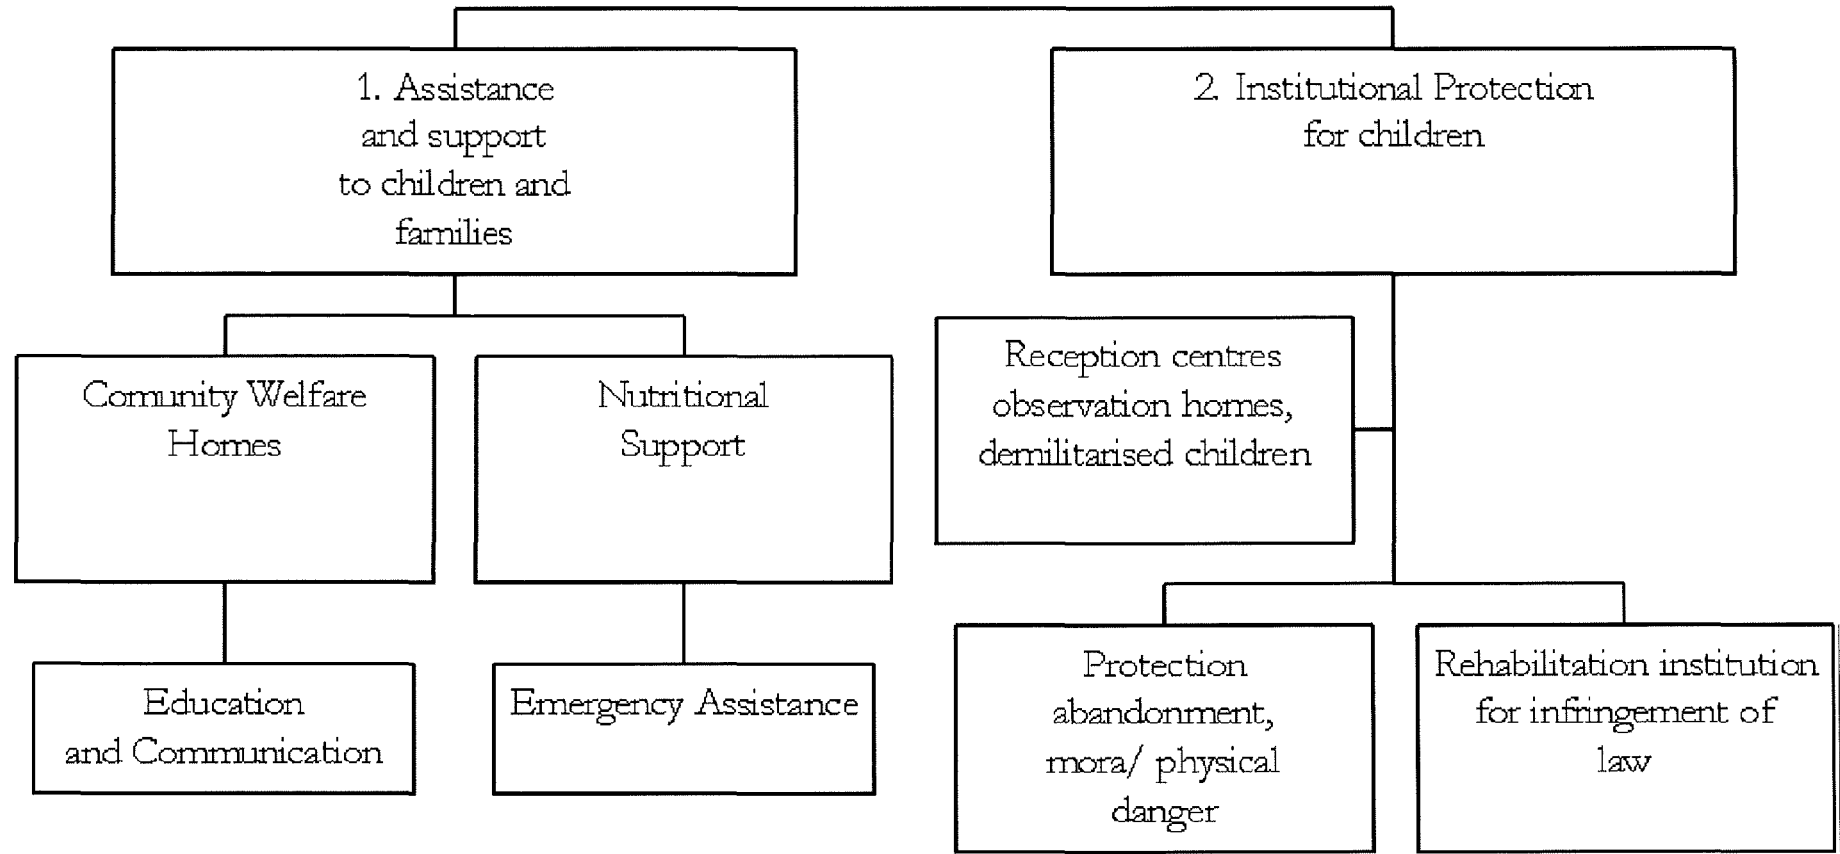 1. Assistance
and support
to children and
families
2. Institutional Protection
for children
Comunity Welfare
Homes
Nutritional
Support
Reception centres
observation homes,
demilitarised children
Education
and Communication
Emergency Assistance
Protection
abandonment,
mora/ physical
danger
Rehabilitation institution
for infringement of
law